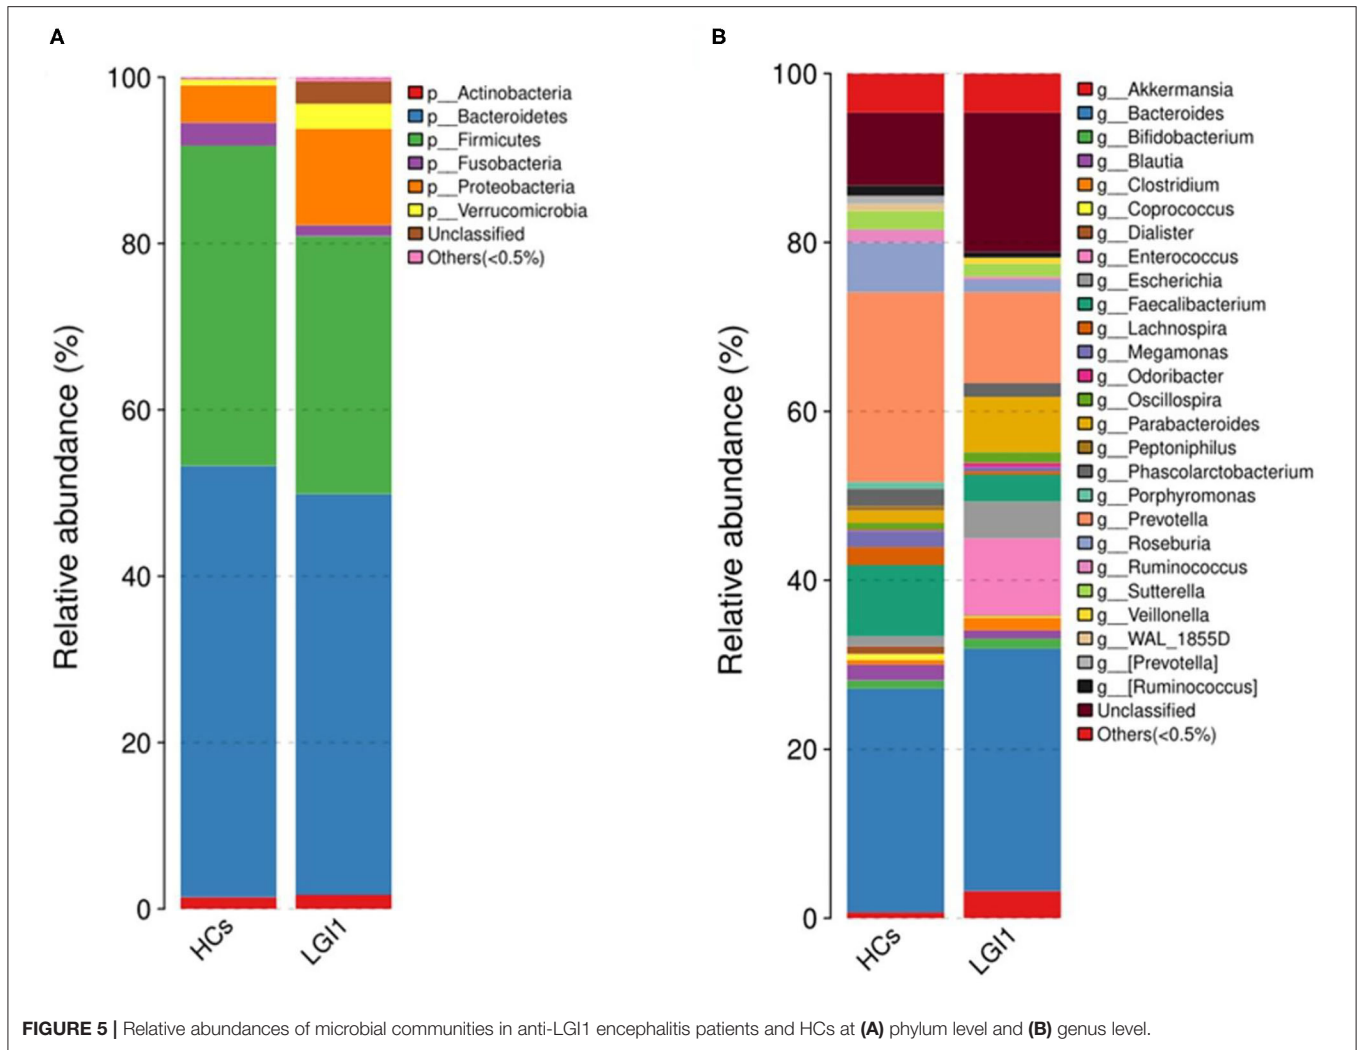 A
100
80
60
40
20
0
Relative abundance (%)
HCs
LGI1
p__Actinobacteria
p__Bacteroidetes
p__Firmicutes
p__Fusobacteria
p__Proteobacteria
p__Verrucomicrobia
Unclassified
Others(<0.5%)
B
100
80
60
40
20
0
Relative abundance (%)
HCs
LGI1
g__Akkermansia
g__Bacteroides
g__Bifidobacterium
g__Blautia
g__Clostridium
g__Coprococcus
g__Dialister
g__Enterococcus
g__Escherichia
g__Faecalibacterium
g__Lachnospira
g__Megamonas
g__Odoribacter
g__Oscillospira
g__Parabacteroides
g__Peptoniphilus
g__Phascolarctobacterium
g__Porphyromonas
g__Prevotella
g__Roseburia
g__Ruminococcus
g__Sutterella
g__Veillonella
g__WAL_1855D
g__[Prevotella]
g__[Ruminococcus]
Unclassified
Others(<0.5%)
FIGURE 5 | Relative abundances of microbial communities in anti-LGI1 encephalitis patients and HCs at (A) phylum level and (B) genus level.